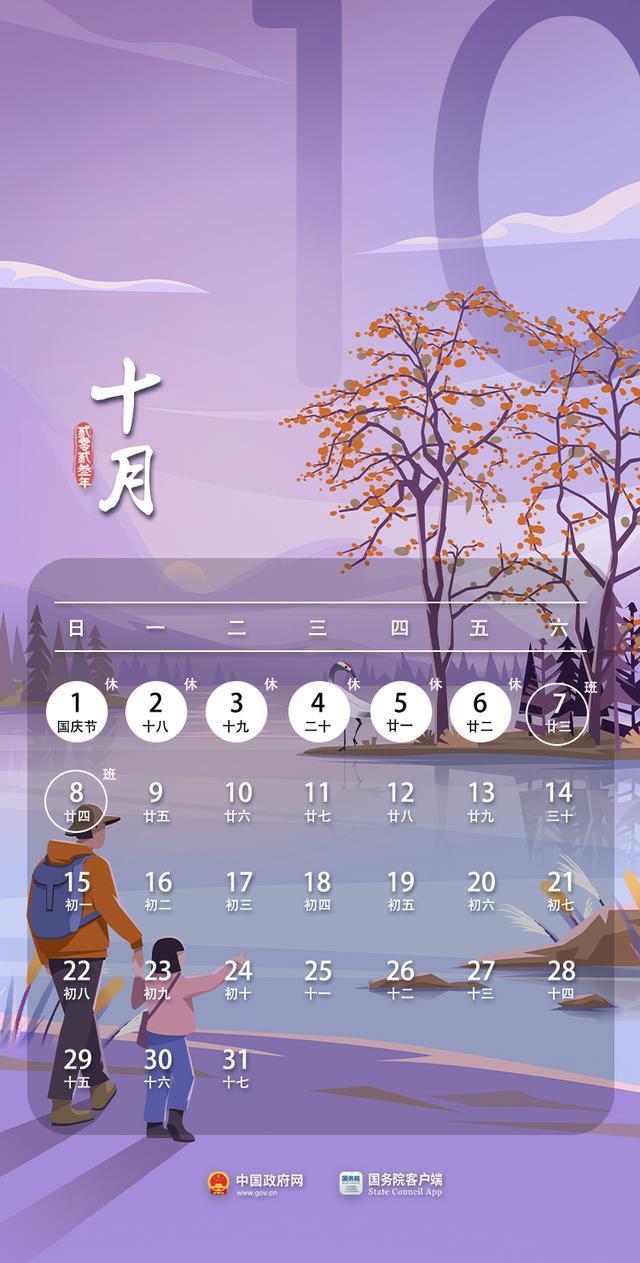 10
十月
贰零贰叁年
日 一 二 三 四 五 六
休 休 休 休 休 休 班
1 2 3 4 5 6 7
国庆节 十八 十九 二十 廿一 廿二 廿三
班
8 9 10 11 12 13 14
廿四 廿五 廿六 廿七 廿八 廿九 三十
15 16 17 18 19 20 21
初一 初二 初三 初四 初五 初六 初七
22 23 24 25 26 27 28
初八 初九 初十 十一 十二 十三 十四
29 30 31
十五 十六 十七
中国政府网 国务院 国务院客户端
www.gov.cn State Council App